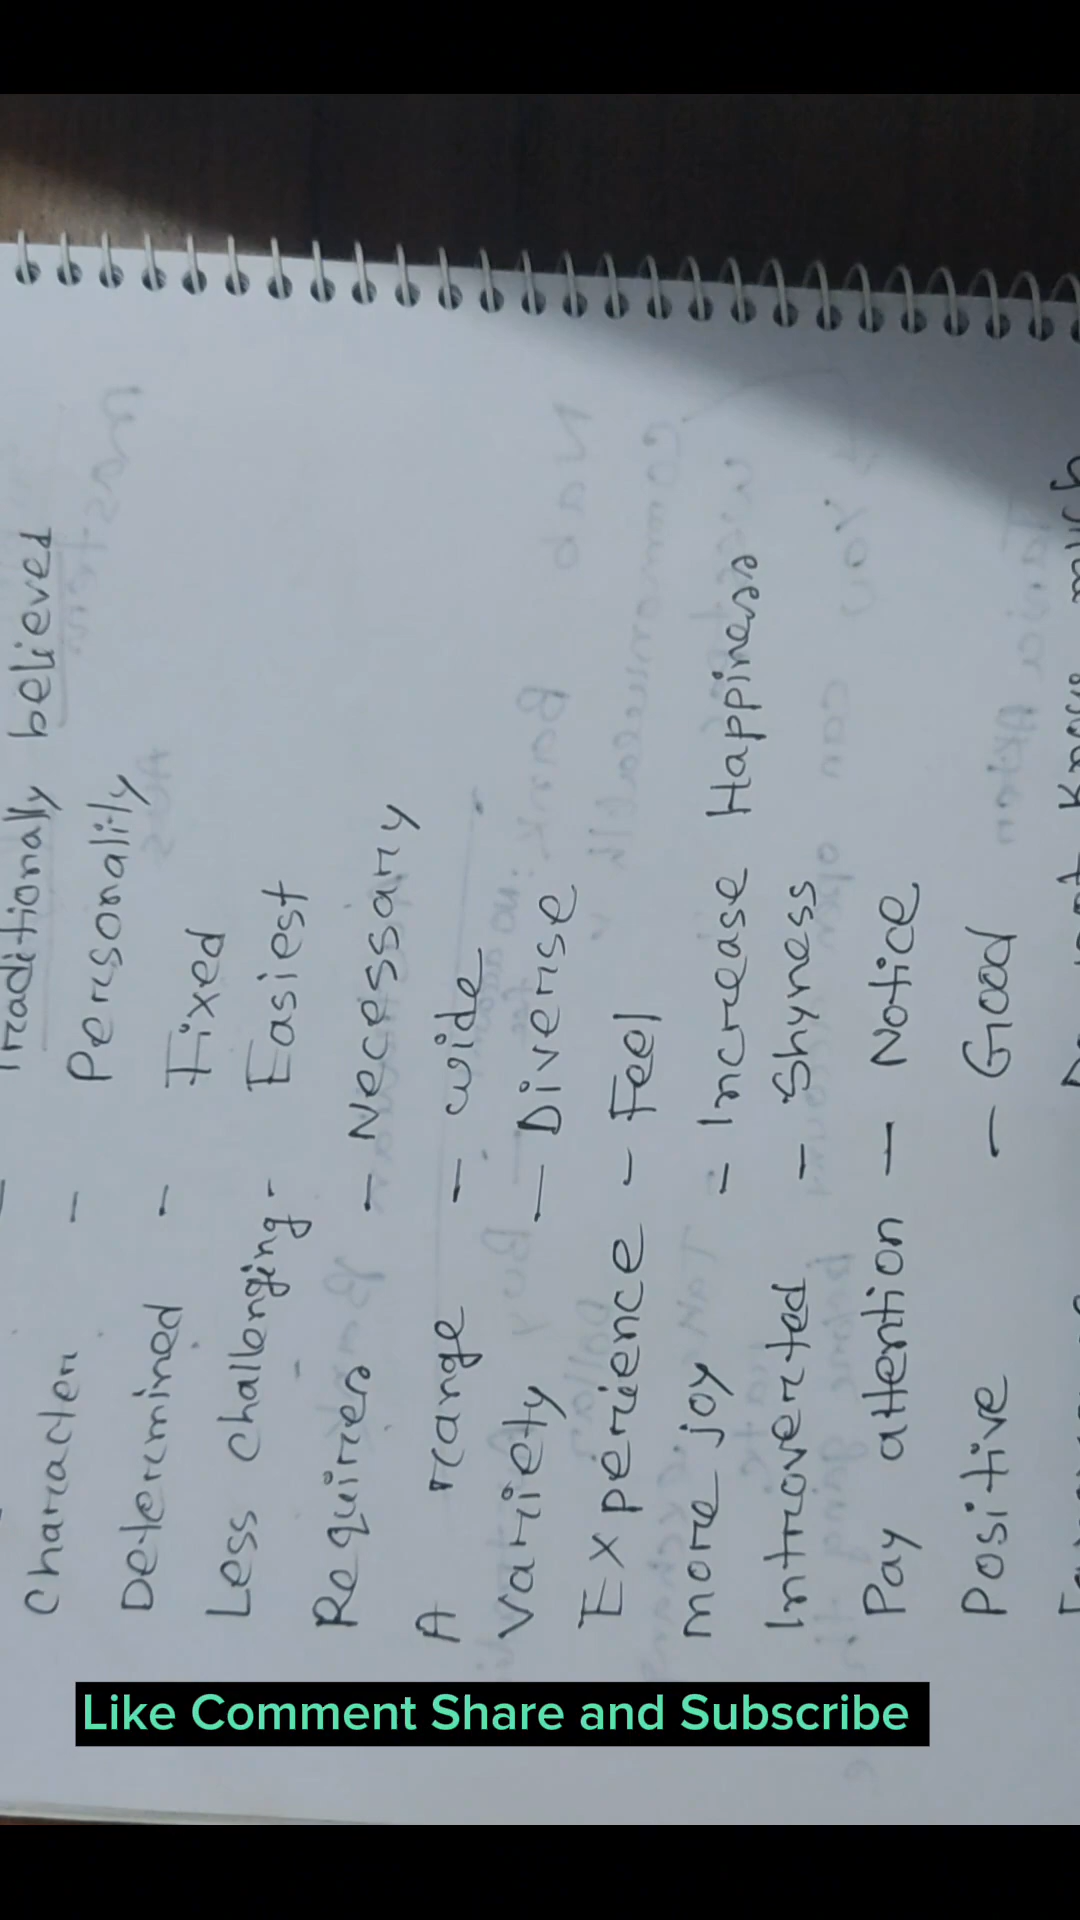 Traditionally believed
Character - Personality
Determined - Fixed
Less challenging - Easiest
Requires - Necessary
A range - wide
variety - Diverse
Experience - Feel
more joy - Increase Happiness
Introverted - Shyness
Pay attention - Notice
Positive - Good
Like Comment Share and Subscribe